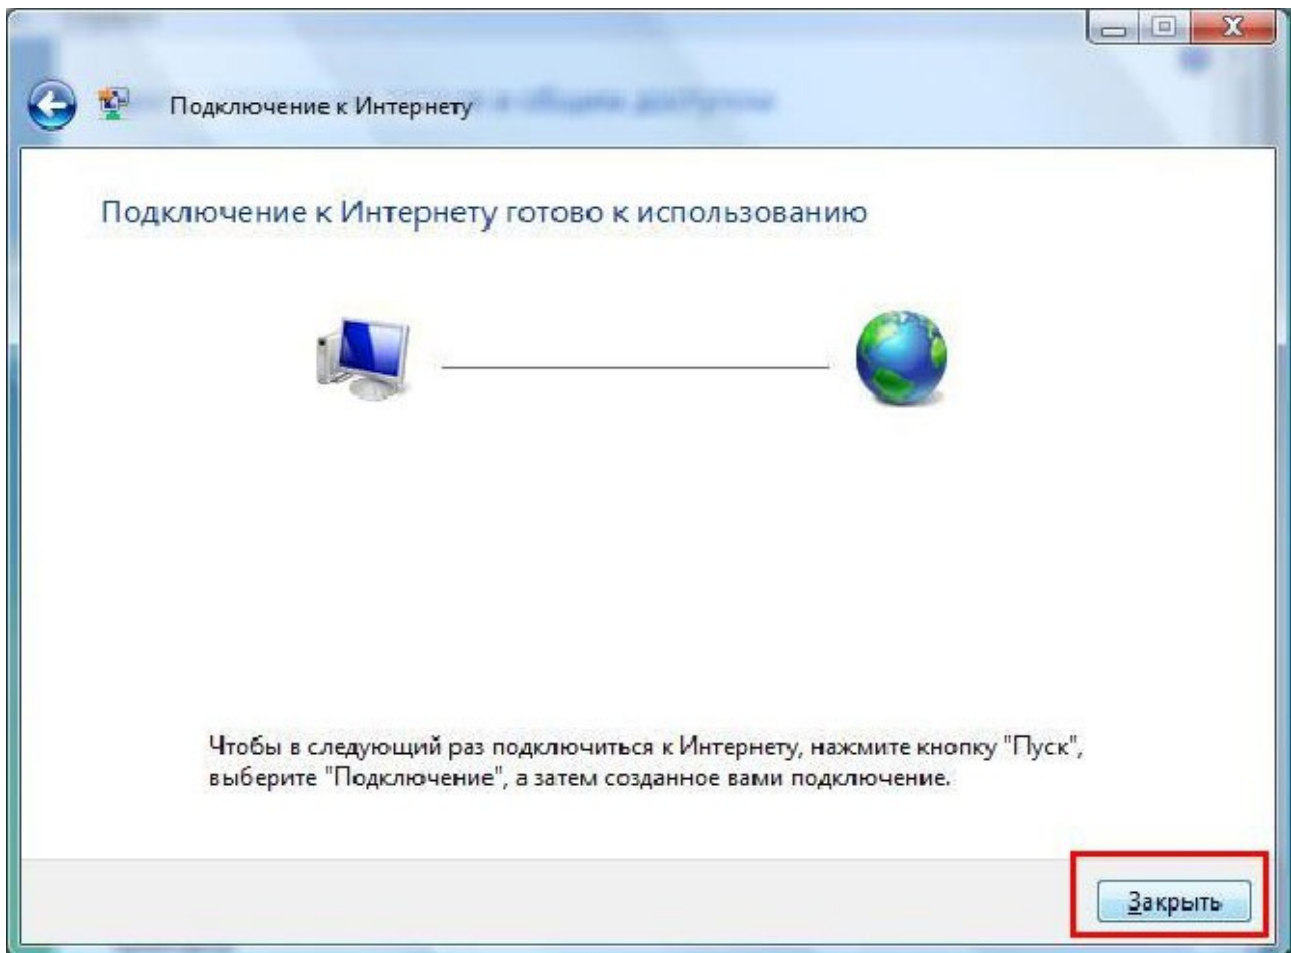 Подключение к Интернету
Подключение к Интернету готово к использованию
Чтобы в следующий раз подключиться к Интернету, нажмите кнопку "Пуск",
выберите "Подключение", а затем созданное вами подключение.
Закрыть